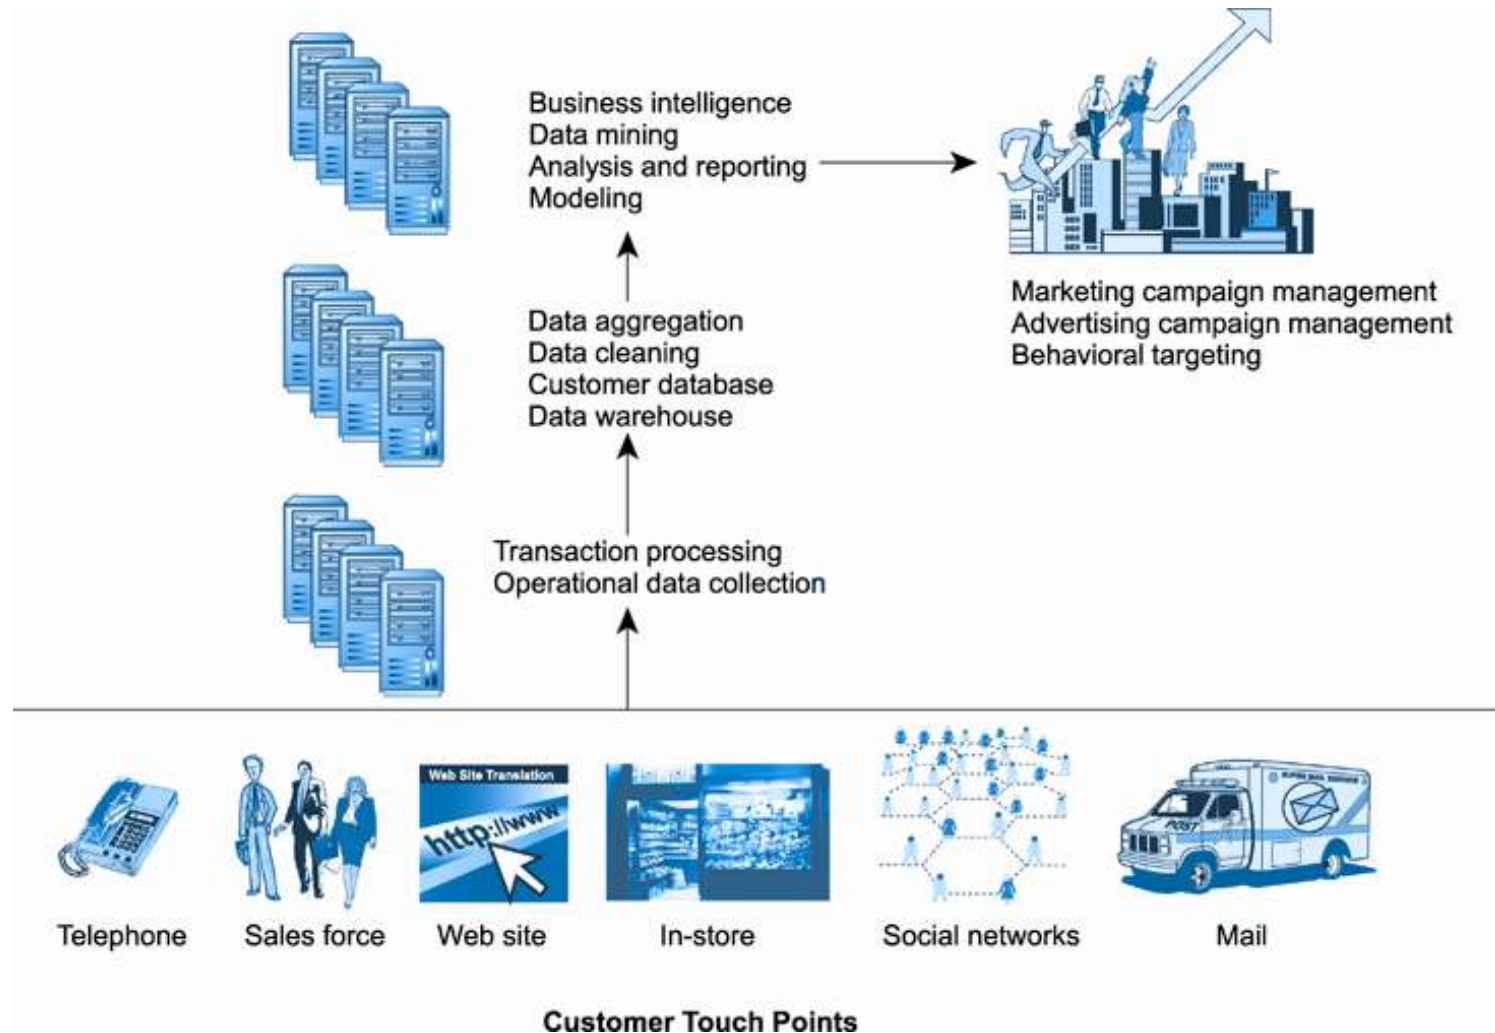 Business intelligence
Data mining
Analysis and reporting
Modeling
Marketing campaign management
Advertising campaign management
Behavioral targeting
Data aggregation
Data cleaning
Customer database
Data warehouse
Transaction processing
Operational data collection
Web Site Translation
http://www
POST
Telephone
Sales force
Web site
In-store
Social networks
Mail
Customer Touch Points